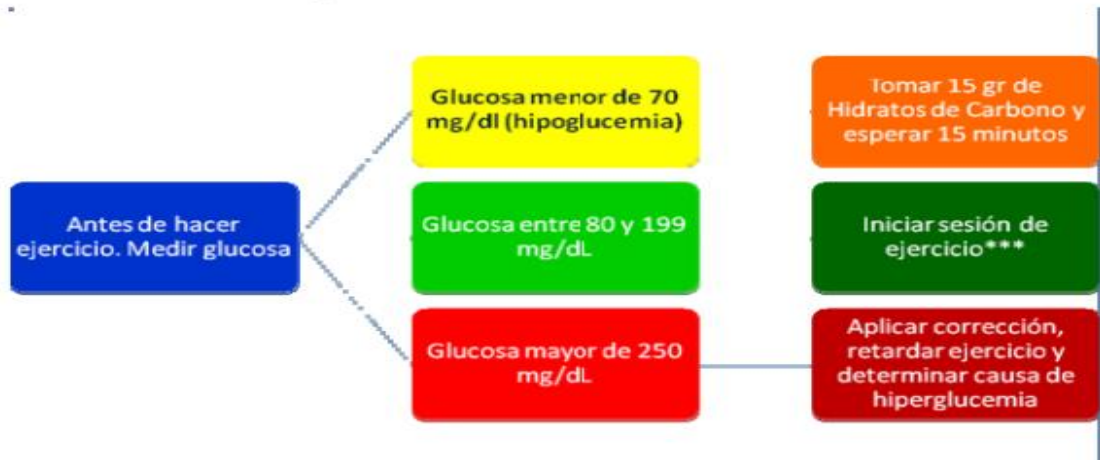 Antes de hacer
ejercicio. Medir glucosa
Glucosa menor de 70
mg/dl (hipoglucemia)
Tomar 15 gr de
Hidratos de Carbono y
esperar 15 minutos
Glucosa entre 80 y 199
mg/dL
Iniciar sesión de
ejercicio***
Glucosa mayor de 250
mg/dL
Aplicar corrección,
retardar ejercicio y
determinar causa de
hiperglucemia